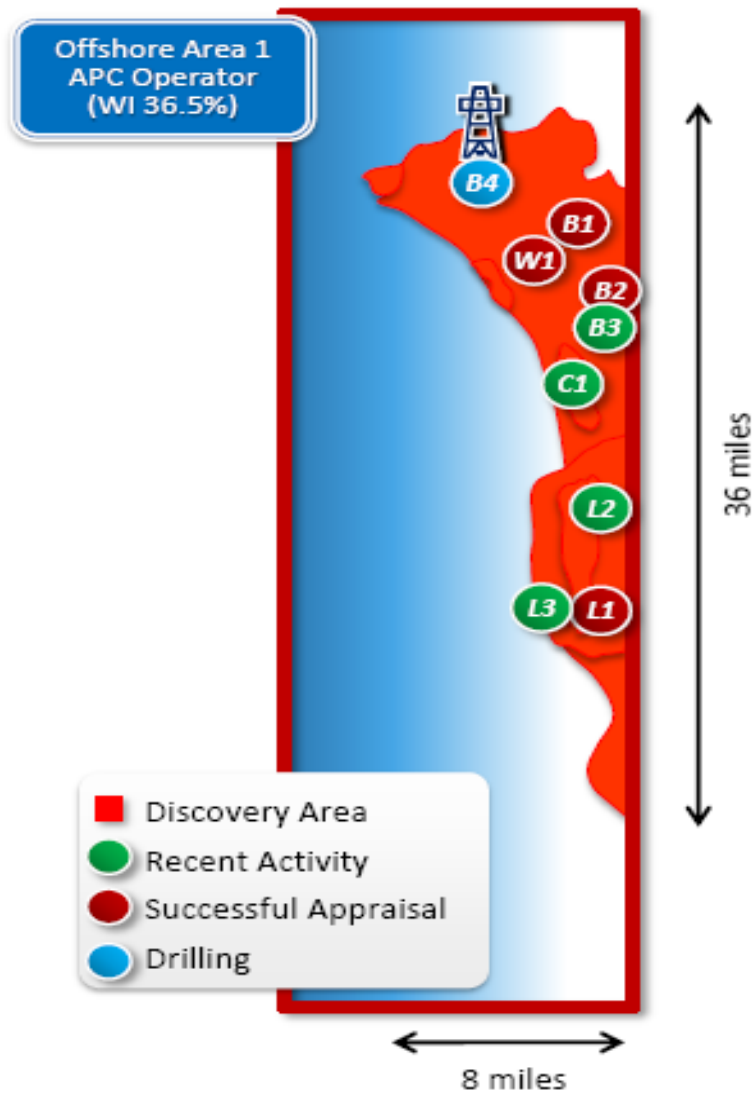 Offshore Area 1
APC Operator
(WI 36.5%)
B4
B1
W1
B2
B3
C1
36 miles
L2
L3
L1
Discovery Area
Recent Activity
Successful Appraisal
Drilling
8 miles